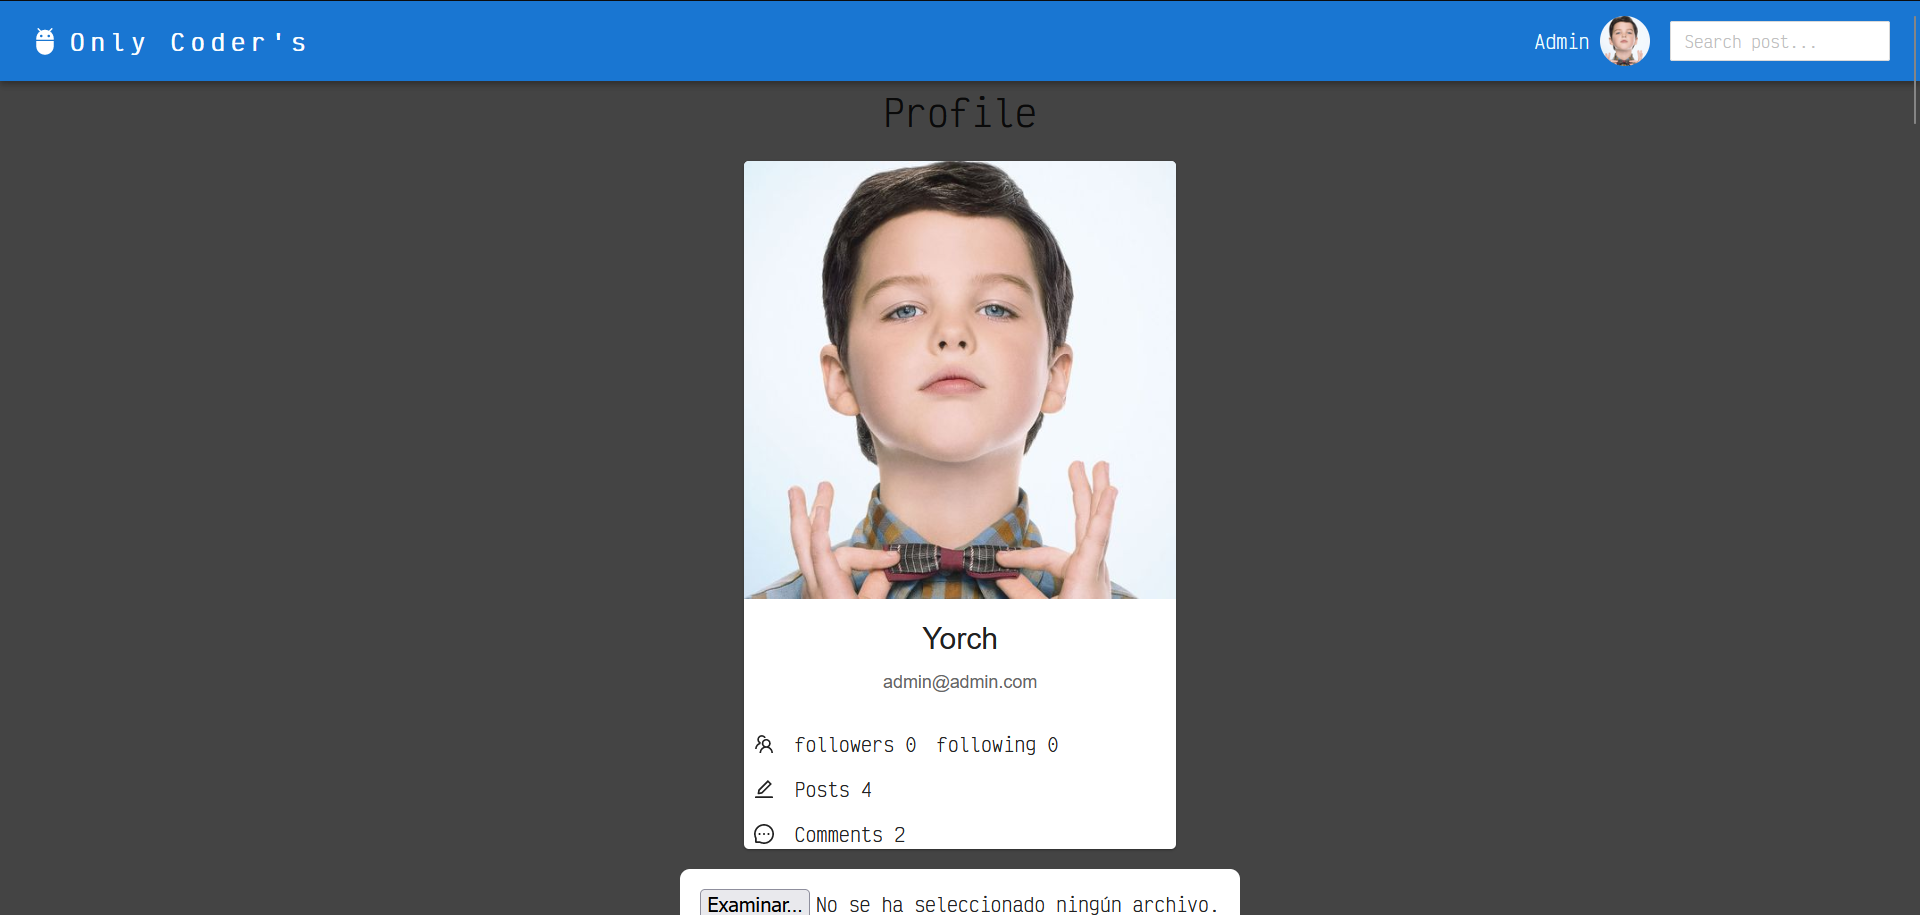 Only Coder's
Admin
Search post...
Profile
Yorch
admin@admin.com
followers 0 following 0
Posts 4
Comments 2
Examinar... No se ha seleccionado ningún archivo.